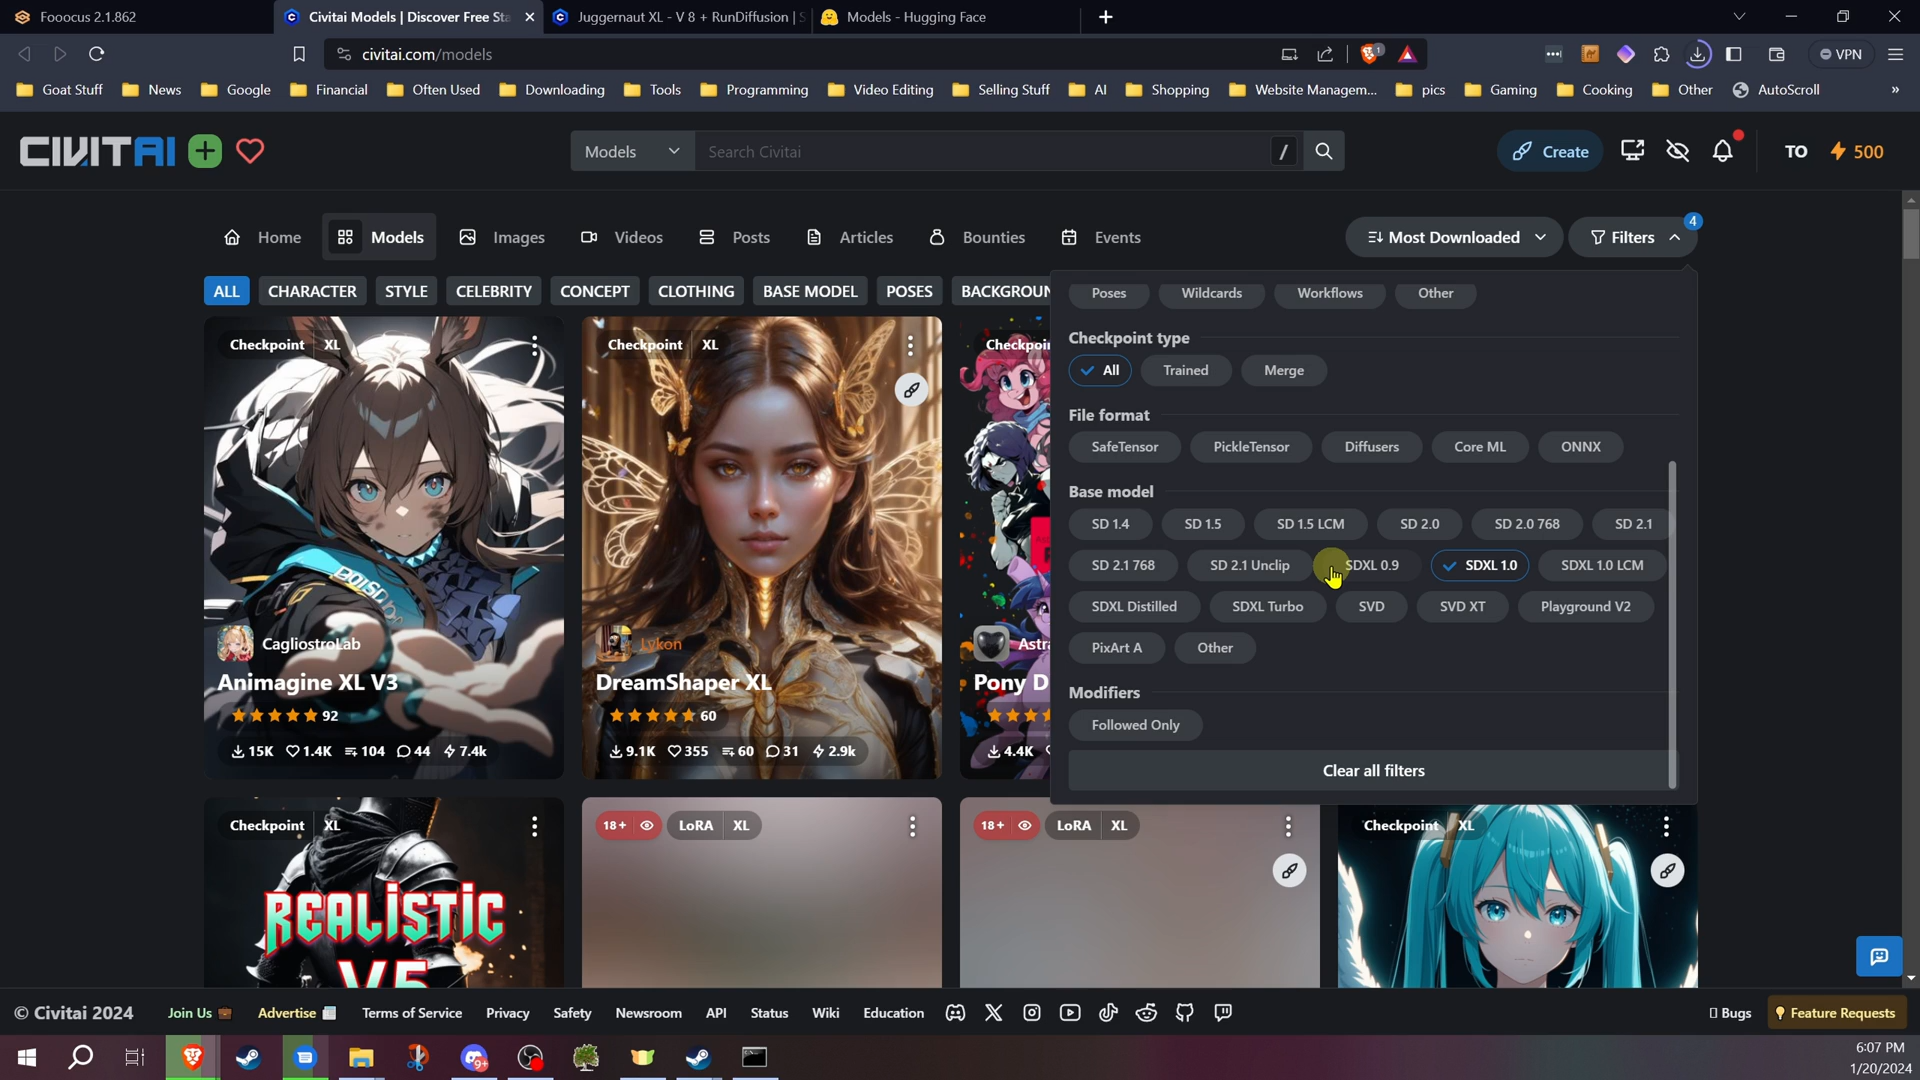 Fooocus 2.1.862
Civitai Models | Discover Free Sta
Juggernaut XL - V 8 + RunDiffusion | S
Models - Hugging Face
civitai.com/models
1
VPN
Goat Stuff
News
Google
Financial
Often Used
Downloading
Tools
Programming
Video Editing
Selling Stuff
AI
Shopping
Website Managem...
pics
Gaming
Cooking
Other
AutoScroll
»
CIVITAI
Models
Search Civitai
/
Create
TO
500
Home
Models
Images
Videos
Posts
Articles
Bounties
Events
Most Downloaded
Filters
4
ALL
CHARACTER
STYLE
CELEBRITY
CONCEPT
CLOTHING
BASE MODEL
POSES
BACKGROUN
Poses
Wildcards
Workflows
Other
Checkpoint type
All
Trained
Merge
File format
SafeTensor
PickleTensor
Diffusers
Core ML
ONNX
Base model
SD 1.4
SD 1.5
SD 1.5 LCM
SD 2.0
SD 2.0 768
SD 2.1
SD 2.1 768
SD 2.1 Unclip
SDXL 0.9
SDXL 1.0
SDXL 1.0 LCM
SDXL Distilled
SDXL Turbo
SVD
SVD XT
Playground V2
PixArt A
Other
Modifiers
Followed Only
Clear all filters
Checkpoint XL
CagliostroLab
Animagine XL V3
92
15K 1.4K 104 44 7.4k
Checkpoint XL
Lykon
DreamShaper XL
60
9.1K 355 60 31 2.9k
Checkpoin
Astra
Pony D
4.4K
Checkpoint XL
REALISTIC
V5
18+ LoRA XL
18+ LoRA XL
Checkpoint XL
© Civitai 2024
Join Us
Advertise
Terms of Service
Privacy
Safety
Newsroom
API
Status
Wiki
Education
Bugs
Feature Requests
9+
6:07 PM
1/20/2024